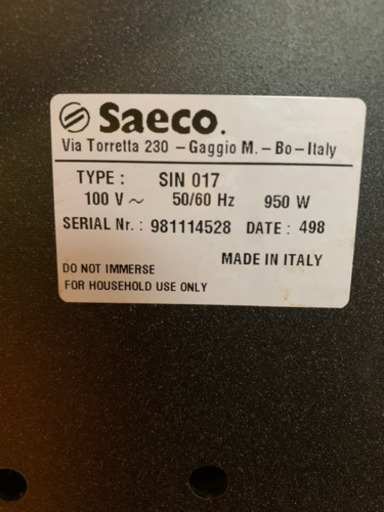 Saeco.
Via Torretta 230 – Gaggio M. – Bo – Italy
TYPE : SIN 017
100 V ~ 50/60 Hz 950 W
SERIAL Nr. : 981114528 DATE : 498
MADE IN ITALY
DO NOT IMMERSE
FOR HOUSEHOLD USE ONLY